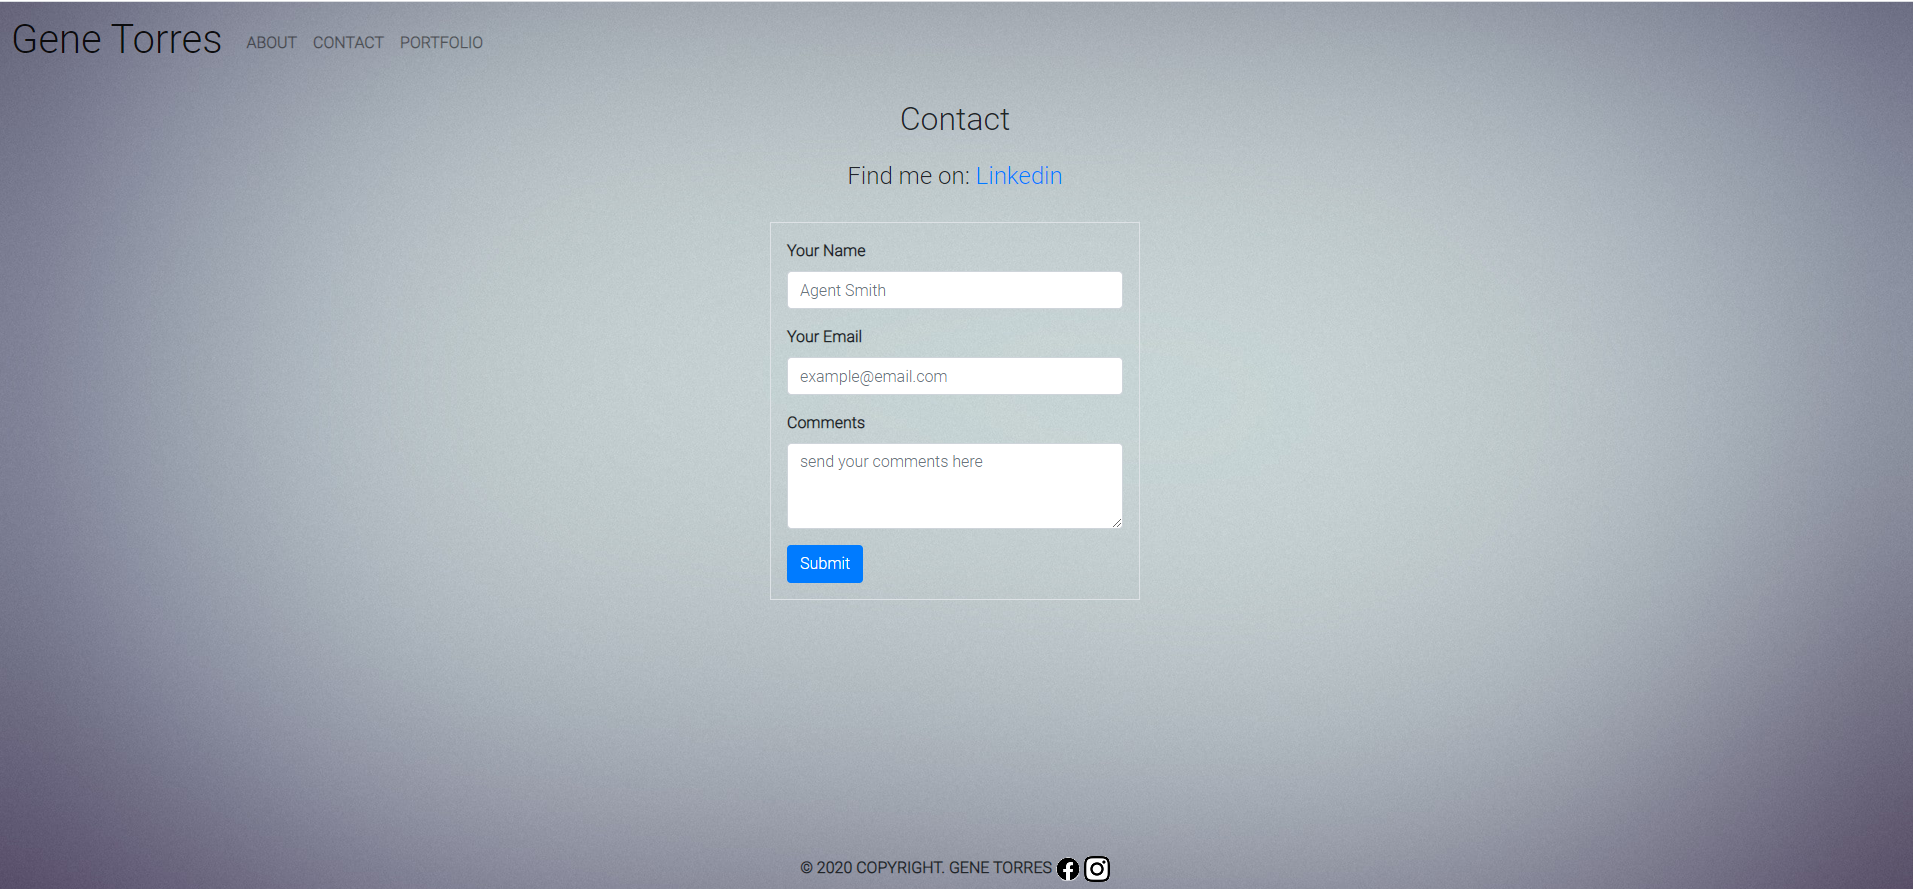 Gene Torres ABOUT CONTACT PORTFOLIO
Contact
Find me on: Linkedin
Your Name
Agent Smith
Your Email
example@email.com
Comments
send your comments here
Submit
© 2020 COPYRIGHT. GENE TORRES